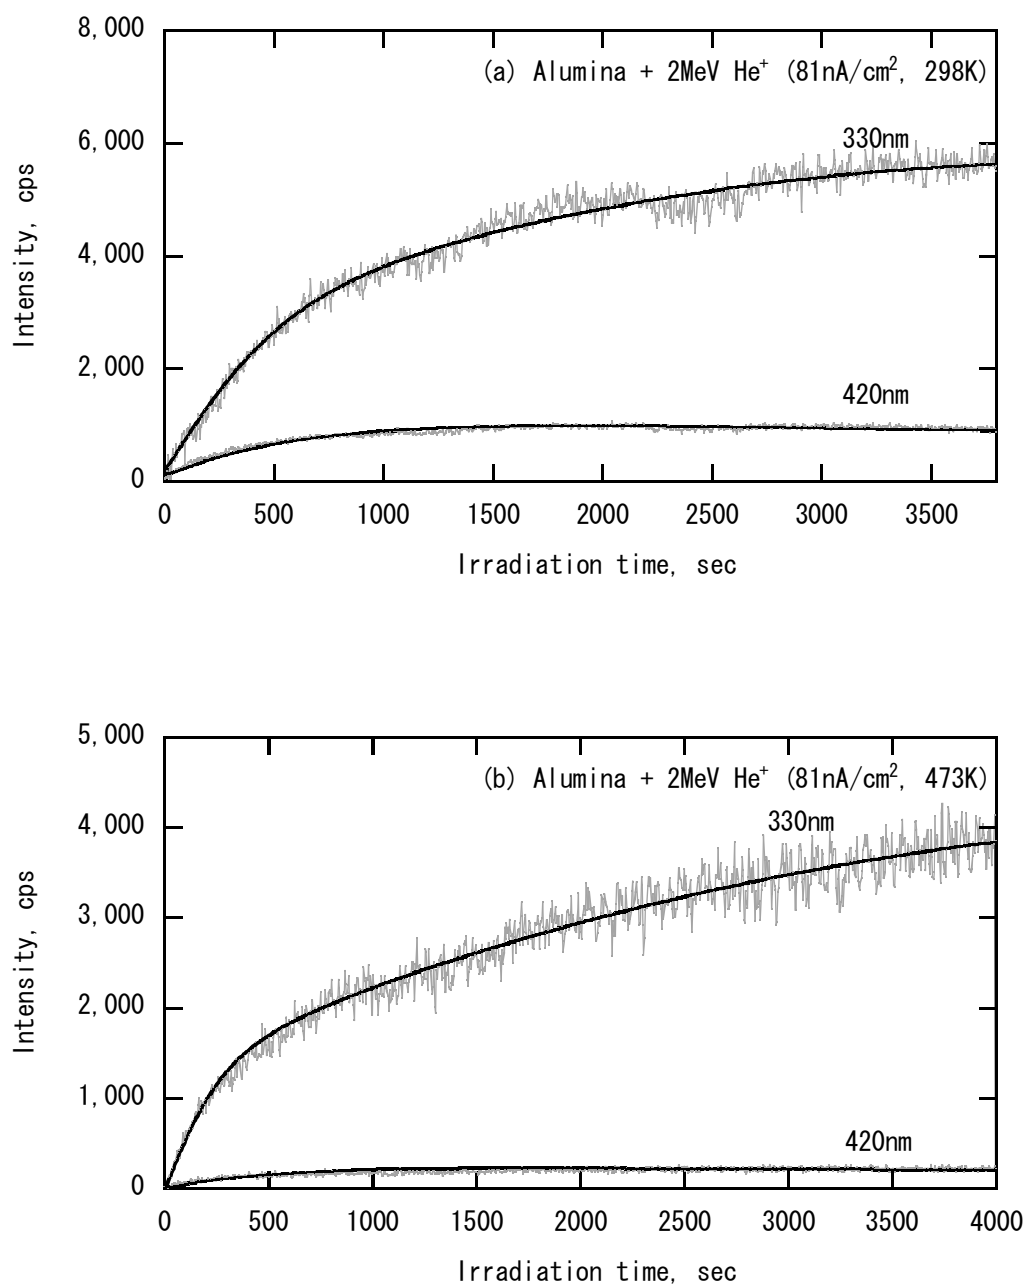 8,000
(a) Alumina + 2MeV He⁺ (81nA/cm², 298K)
330nm
6,000
Intensity, cps
4,000
2,000
420nm
0
0 500 1000 1500 2000 2500 3000 3500
Irradiation time, sec
5,000
(b) Alumina + 2MeV He⁺ (81nA/cm², 473K)
330nm
4,000
3,000
Intensity, cps
2,000
1,000
420nm
0
0 500 1000 1500 2000 2500 3000 3500 4000
Irradiation time, sec